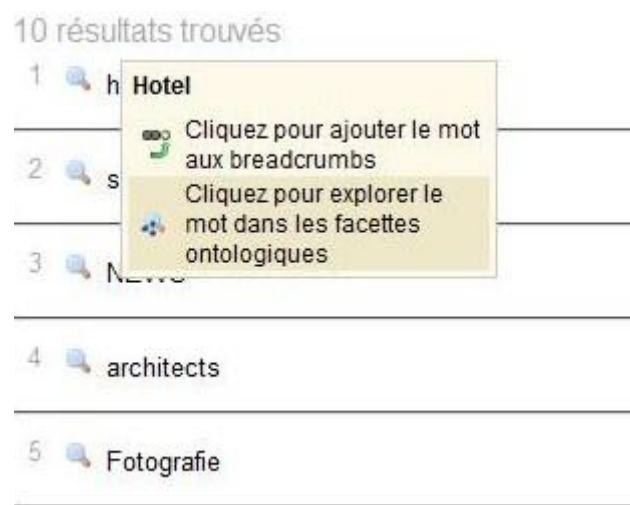 10 résultats trouvés
1 h
Hotel
Cliquez pour ajouter le mot
aux breadcrumbs
2 s
Cliquez pour explorer le
mot dans les facettes
ontologiques
3 NEWS
4 architects
5 Fotografie